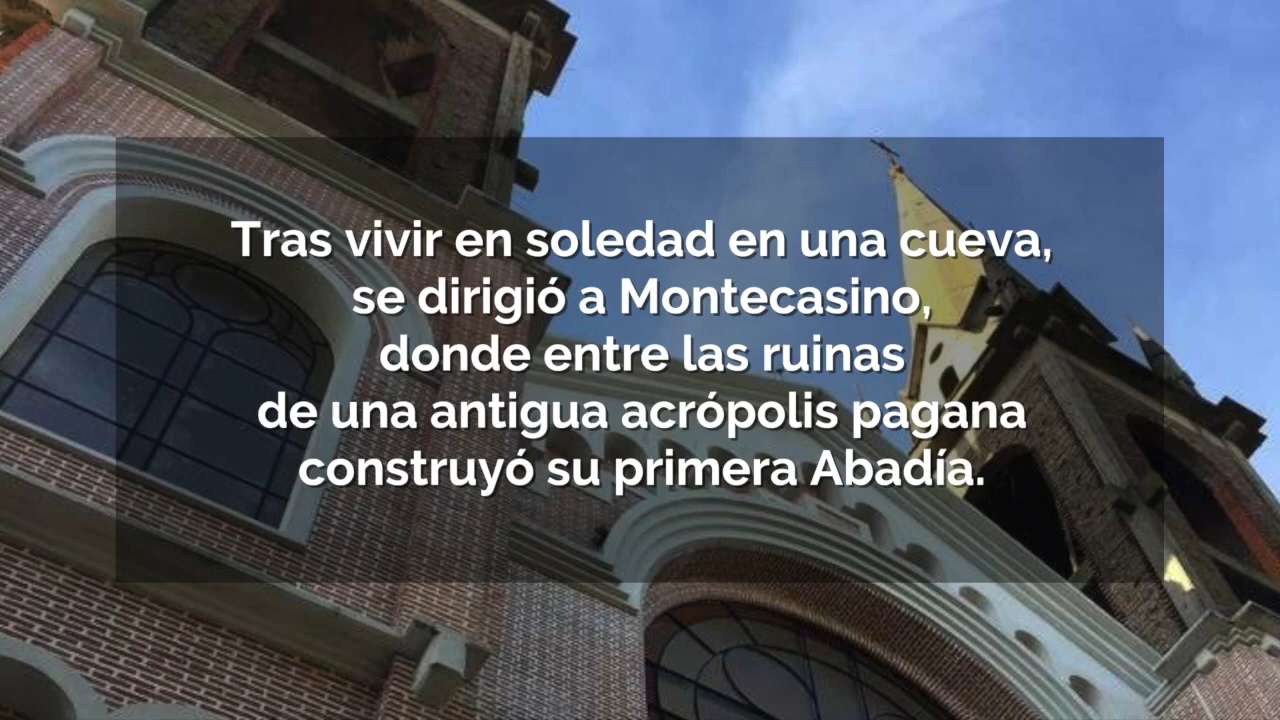 Tras vivir en soledad en una cueva,
se dirigió a Montecasino,
donde entre las ruinas
de una antigua acrópolis pagana
construyó su primera Abadía.